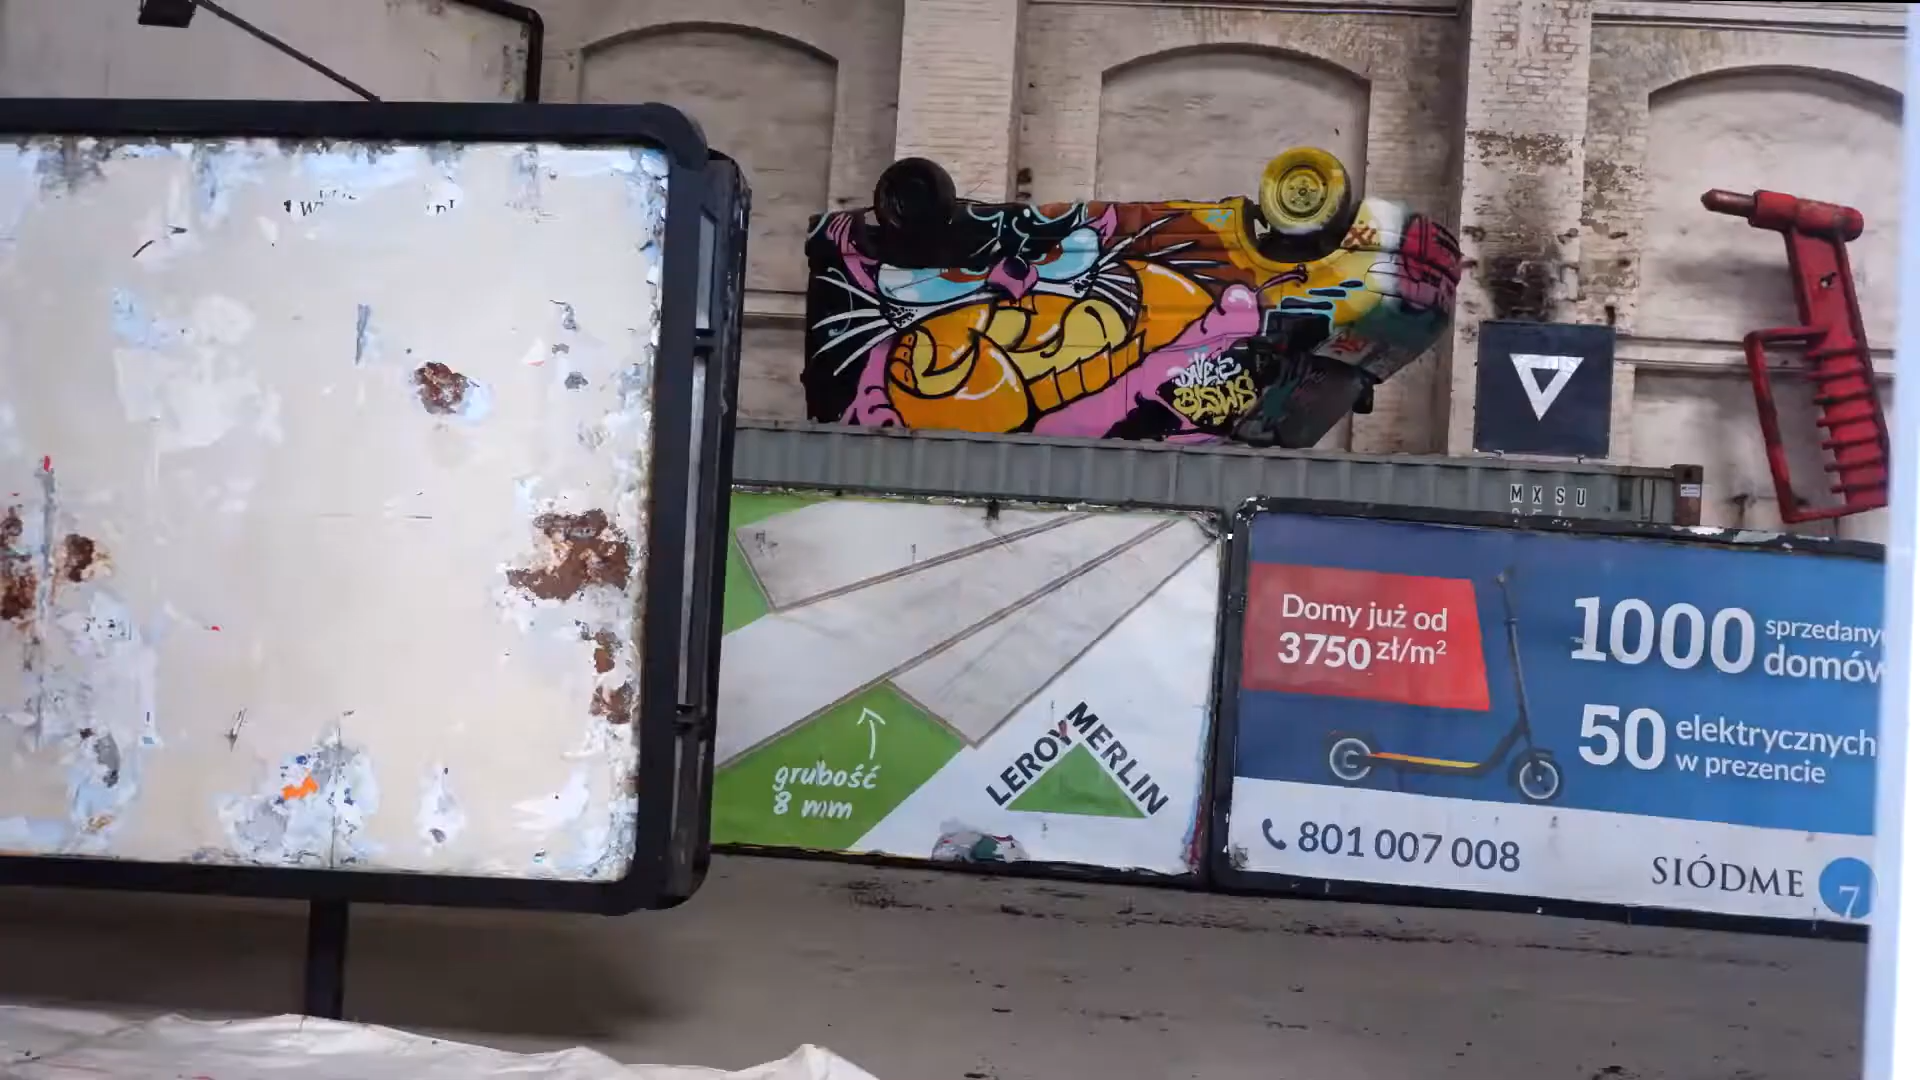 MXSU
grubość
8 mm
LEROY MERLIN
Domy już od
3750 zł/m²
1000 sprzedany
domów
50 elektrycznych
w prezencie
801 007 008
SIÓDME 7